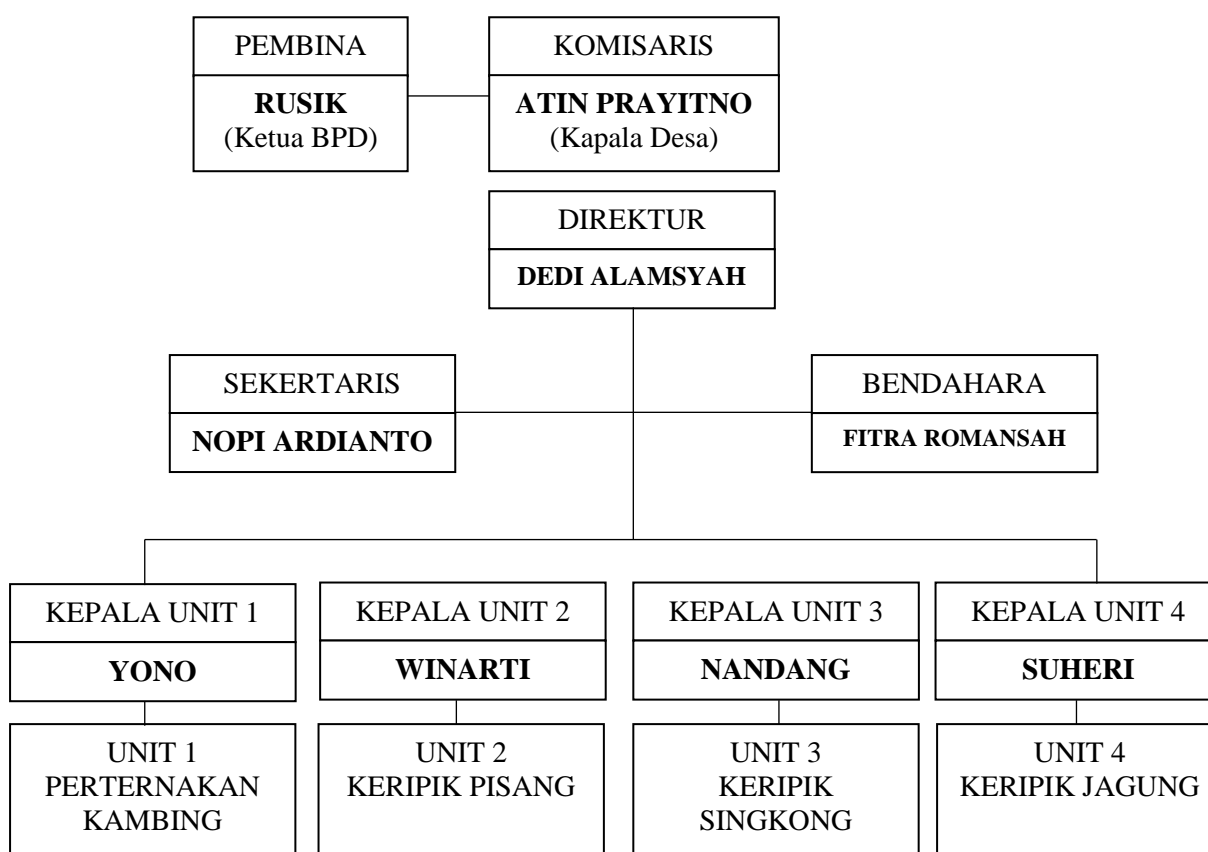 PEMBINA
RUSIK
(Ketua BPD)
KOMISARIS
ATIN PRAYITNO
(Kapala Desa)
DIREKTUR
DEDI ALAMSYAH
SEKERTARIS
NOPI ARDIANTO
BENDAHARA
FITRA ROMANSAH
KEPALA UNIT 1
YONO
KEPALA UNIT 2
WINARTI
KEPALA UNIT 3
NANDANG
KEPALA UNIT 4
SUHERI
UNIT 1
PERTERNAKAN
KAMBING
UNIT 2
KERIPIK PISANG
UNIT 3
KERIPIK
SINGKONG
UNIT 4
KERIPIK JAGUNG